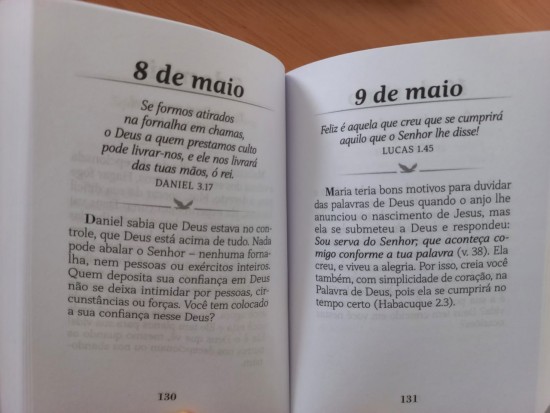 8 de maio
Se formos atirados
na fornalha em chamas,
o Deus a quem prestamos culto
pode livrar-nos, e ele nos livrará
das tuas mãos, ó rei.
DANIEL 3.17
Daniel sabia que Deus estava no con-
trole, que Deus está acima de tudo. Nada
pode abalar o Senhor – nenhuma forna-
lha, nem pessoas ou exércitos inteiros.
Quem deposita sua confiança em Deus
não se deixa intimidar por pessoas, cir-
cunstâncias ou forças. Você tem colocado
a sua confiança nesse Deus?
130
9 de maio
Feliz é aquela que creu que se cumprirá
aquilo que o Senhor lhe disse!
LUCAS 1.45
Maria teria bons motivos para duvidar
das palavras de Deus quando o anjo lhe
anunciou o nascimento de Jesus, mas
ela se submeteu a Deus e respondeu:
Sou serva do Senhor; que aconteça co-
migo conforme a tua palavra (v. 38). Ela
creu, e viveu a alegria. Por isso, creia você
também, com simplicidade de coração, na
Palavra de Deus, pois ela se cumprirá no
tempo certo (Habacuque 2.3).
131